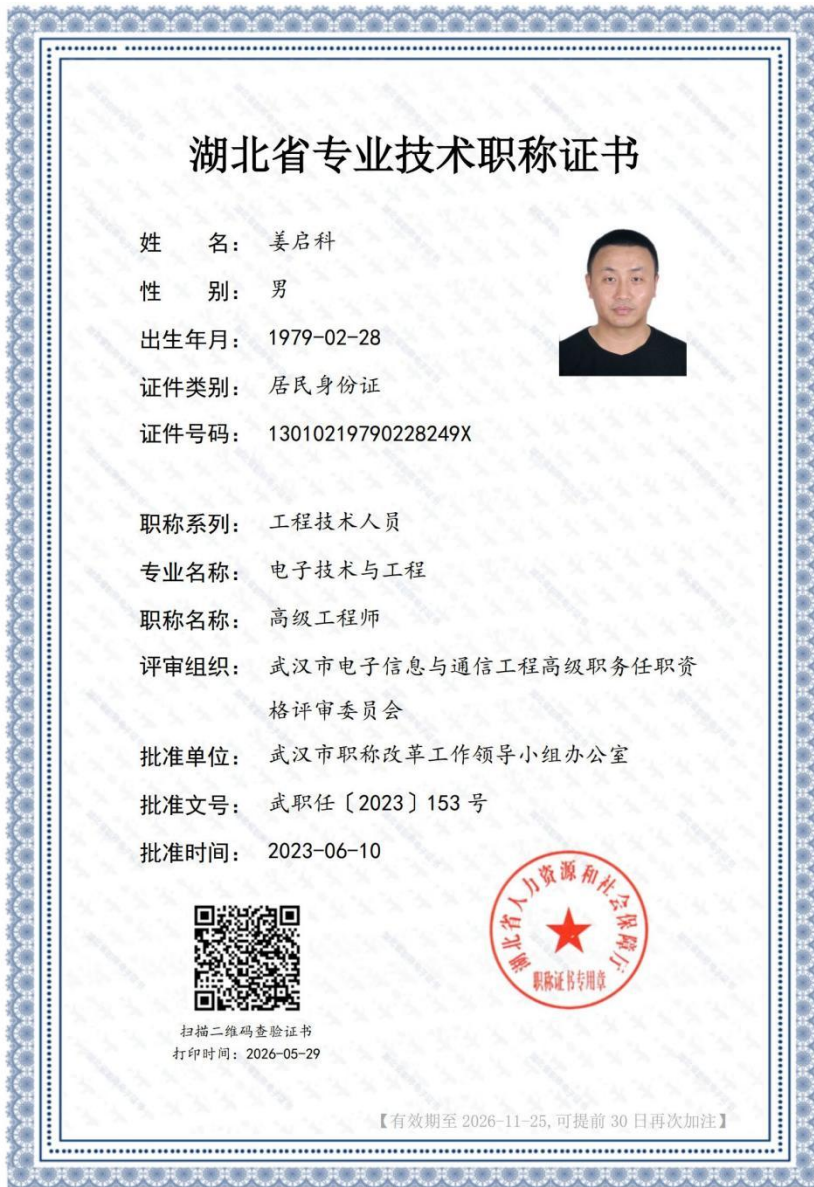 湖北省专业技术职称证书
姓 名： 姜启科
性 别： 男
出生年月： 1979-02-28
证件类别： 居民身份证
证件号码： 13010219790228249X
职称系列： 工程技术人员
专业名称： 电子技术与工程
职称名称： 高级工程师
评审组织： 武汉市电子信息与通信工程高级职务任职资
格评审委员会
批准单位： 武汉市职称改革工作领导小组办公室
批准文号： 武职任〔2023〕153 号
批准时间： 2023-06-10
湖北省人力资源和社会保障厅
职称证书专用章
扫描二维码查验证书
打印时间：2026-05-29
【有效期至 2026-11-25,可提前 30 日再次加注】